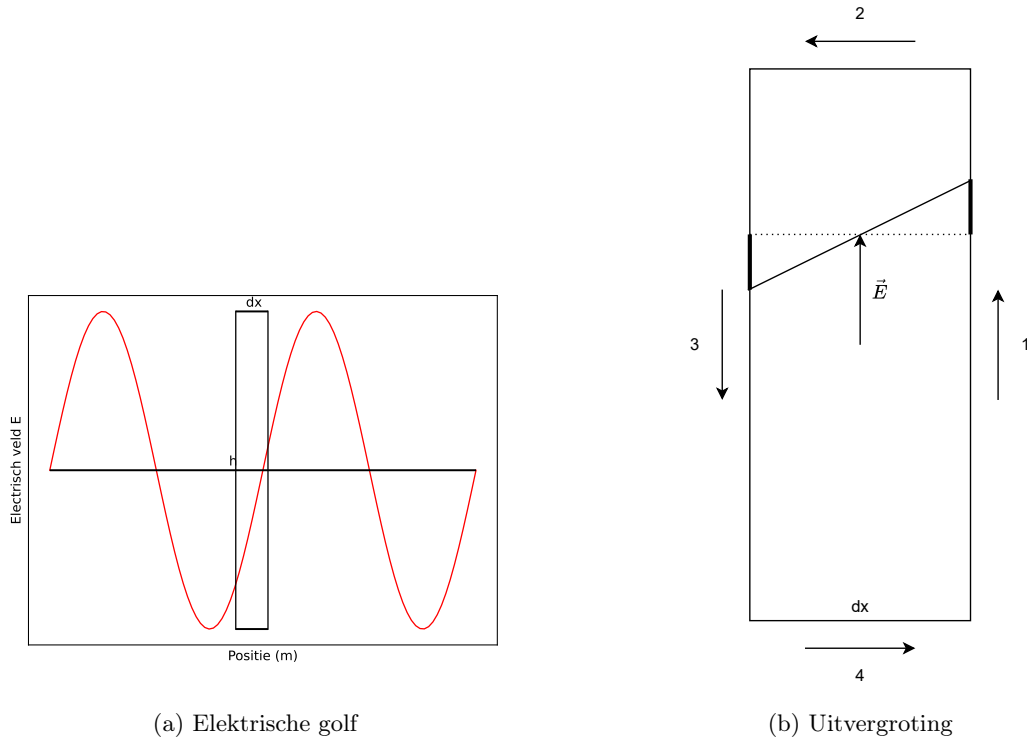 dx
h
Electrisch veld E
Positie (m)
(a) Elektrische golf
2
$\vec{E}$
3
1
dx
4
(b) Uitvergroting